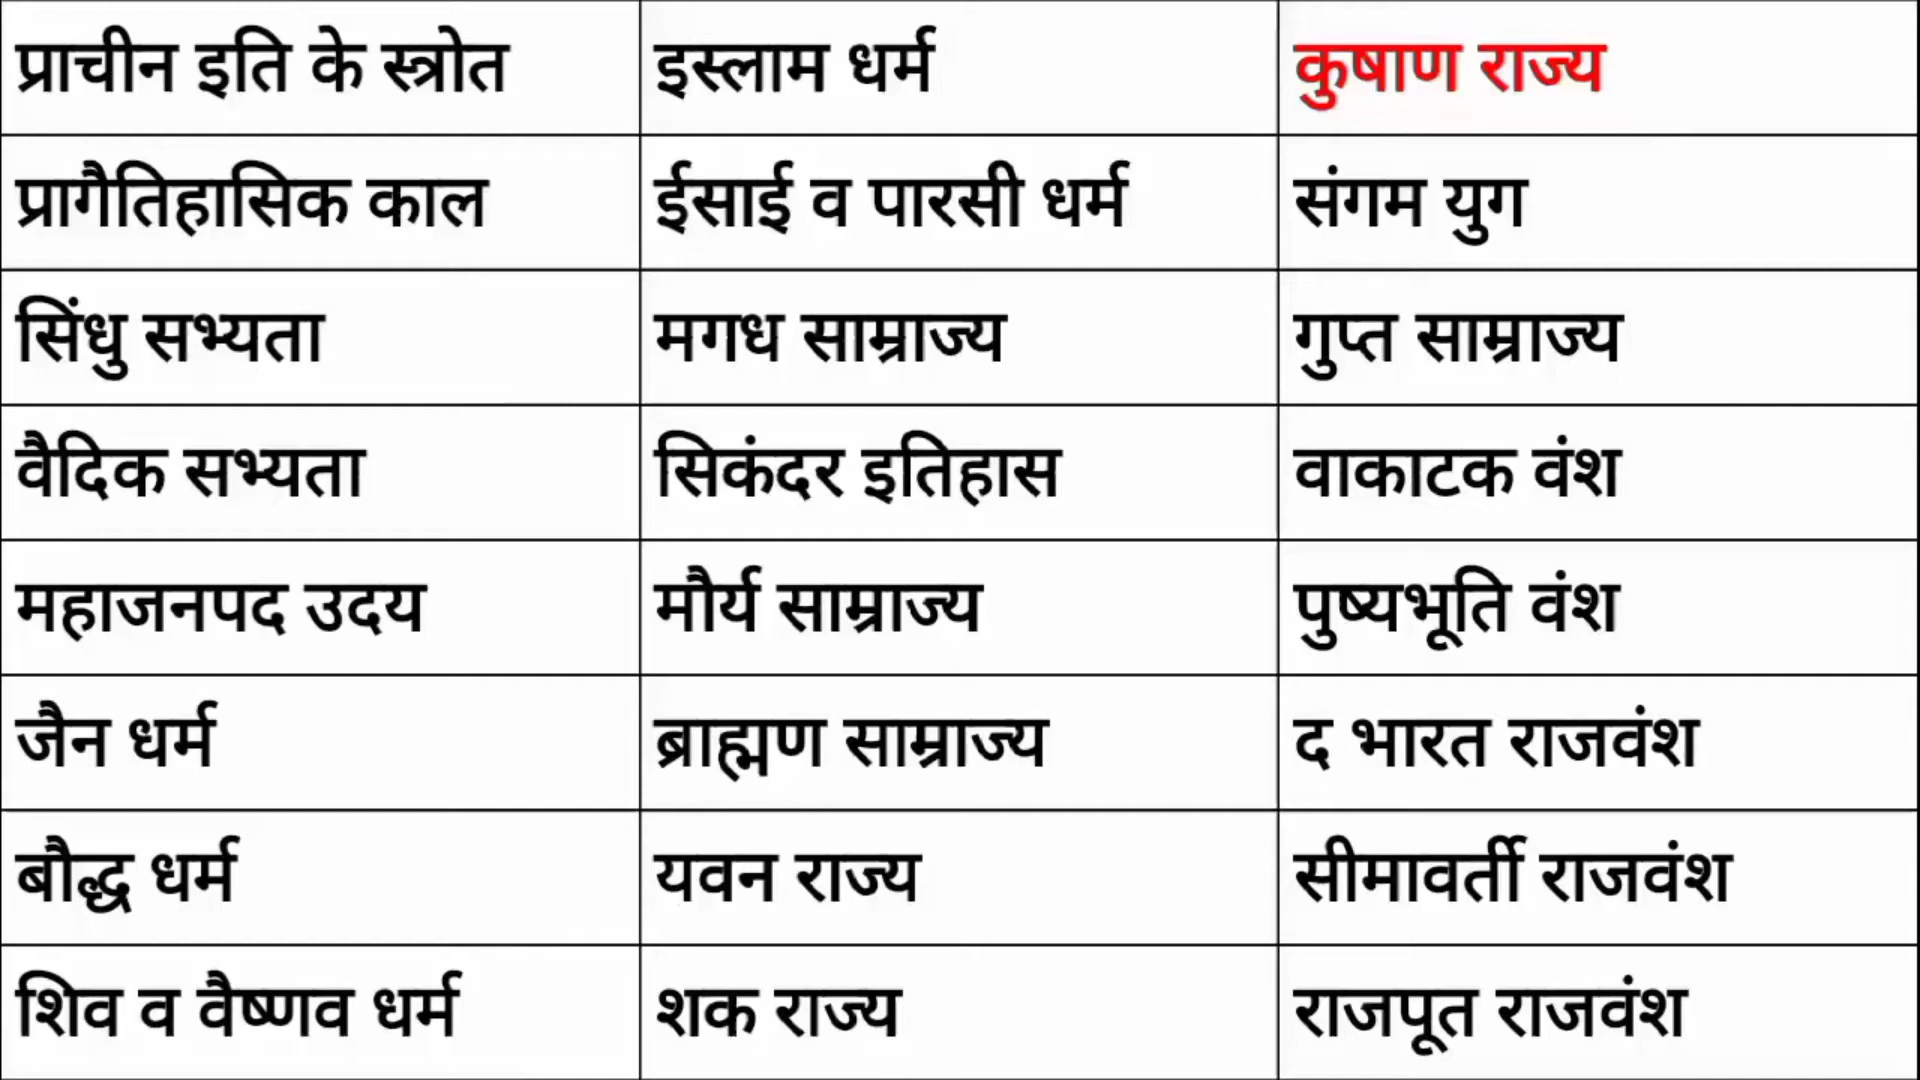 प्राचीन इति के स्त्रोत इस्लाम धर्म कुषाण राज्य
प्रागैतिहासिक काल ईसाई व पारसी धर्म संगम युग
सिंधु सभ्यता मगध साम्राज्य गुप्त साम्राज्य
वैदिक सभ्यता सिकंदर इतिहास वाकाटक वंश
महाजनपद उदय मौर्य साम्राज्य पुष्यभूति वंश
जैन धर्म ब्राह्मण साम्राज्य द भारत राजवंश
बौद्ध धर्म यवन राज्य सीमावर्ती राजवंश
शिव व वैष्णव धर्म शक राज्य राजपूत राजवंश